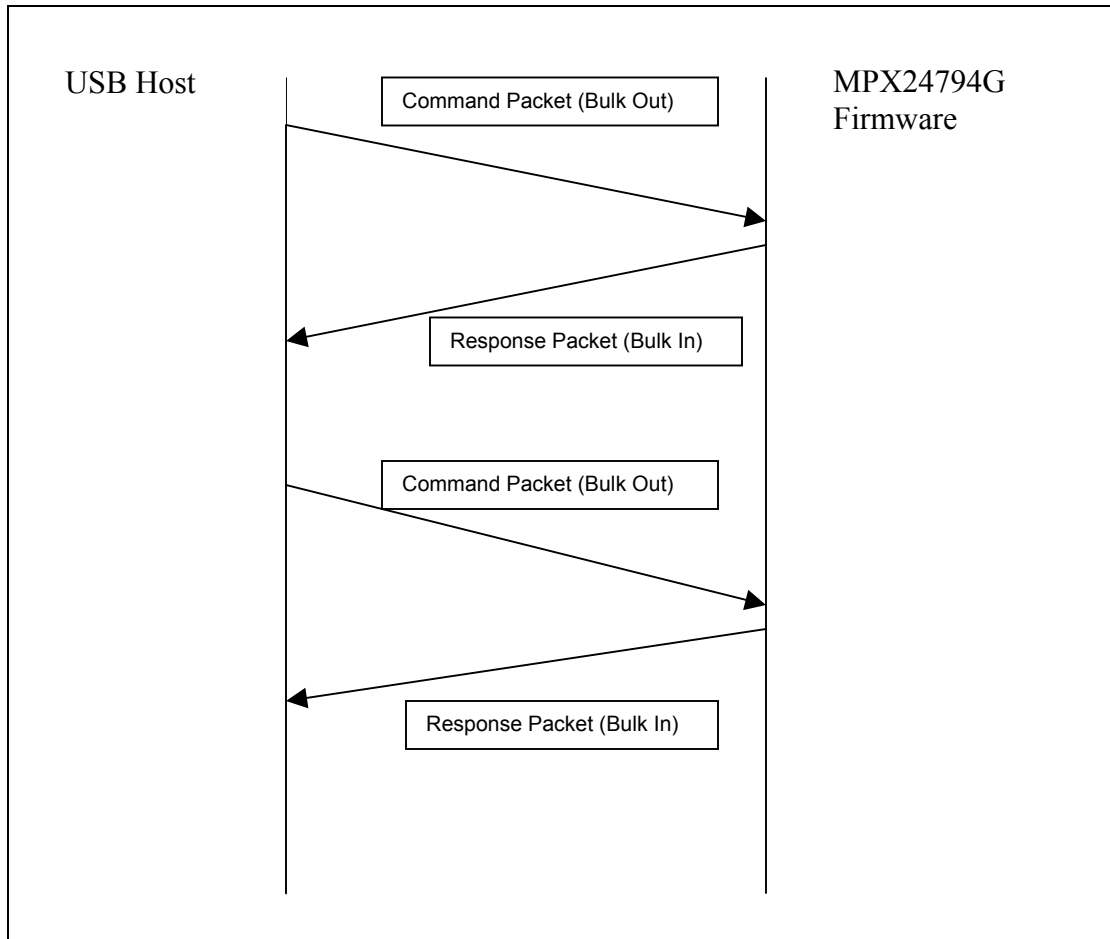 USB Host
MPX24794G
Firmware
Command Packet (Bulk Out)
Response Packet (Bulk In)
Command Packet (Bulk Out)
Response Packet (Bulk In)